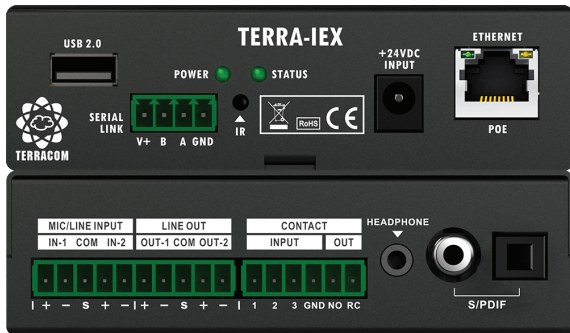 TERRA-IEX
USB 2.0
+24VDC
INPUT
ETHERNET
POWER
STATUS
SERIAL
LINK
IR
RoHS
CE
V+ B A GND
POE
TERRACOM
MIC/LINE INPUT
LINE OUT
CONTACT
HEADPHONE
IN-1 COM IN-2
OUT-1 COM OUT-2
INPUT
OUT
+ − S + −
+ − S + −
1 2 3 GND NO RC
S/PDIF